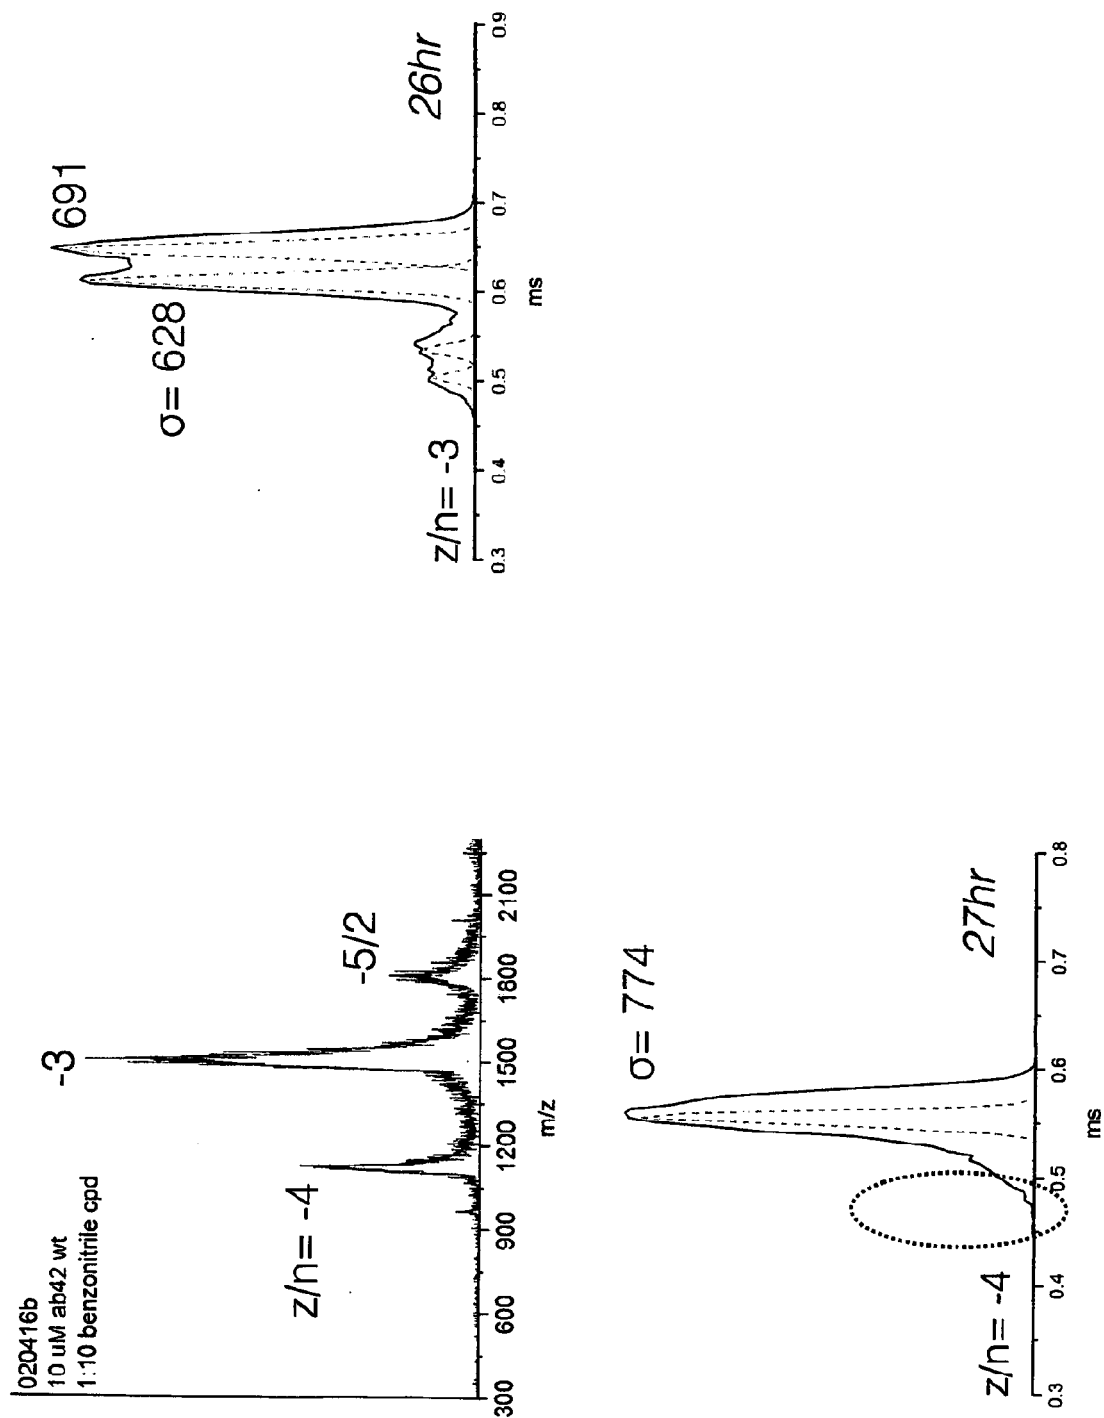 020416b
10 uM ab42 wt
1:10 benzonitrile cpd
z/n= -4
-3
-5/2
300 600 900 1200 1500 1800 2100
m/z
z/n= -3
σ= 628
691
26hr
0.3 0.4 0.5 0.6 0.7 0.8 0.9
ms
z/n= -4
σ= 774
27hr
0.3 0.4 0.5 0.6 0.7 0.8
ms